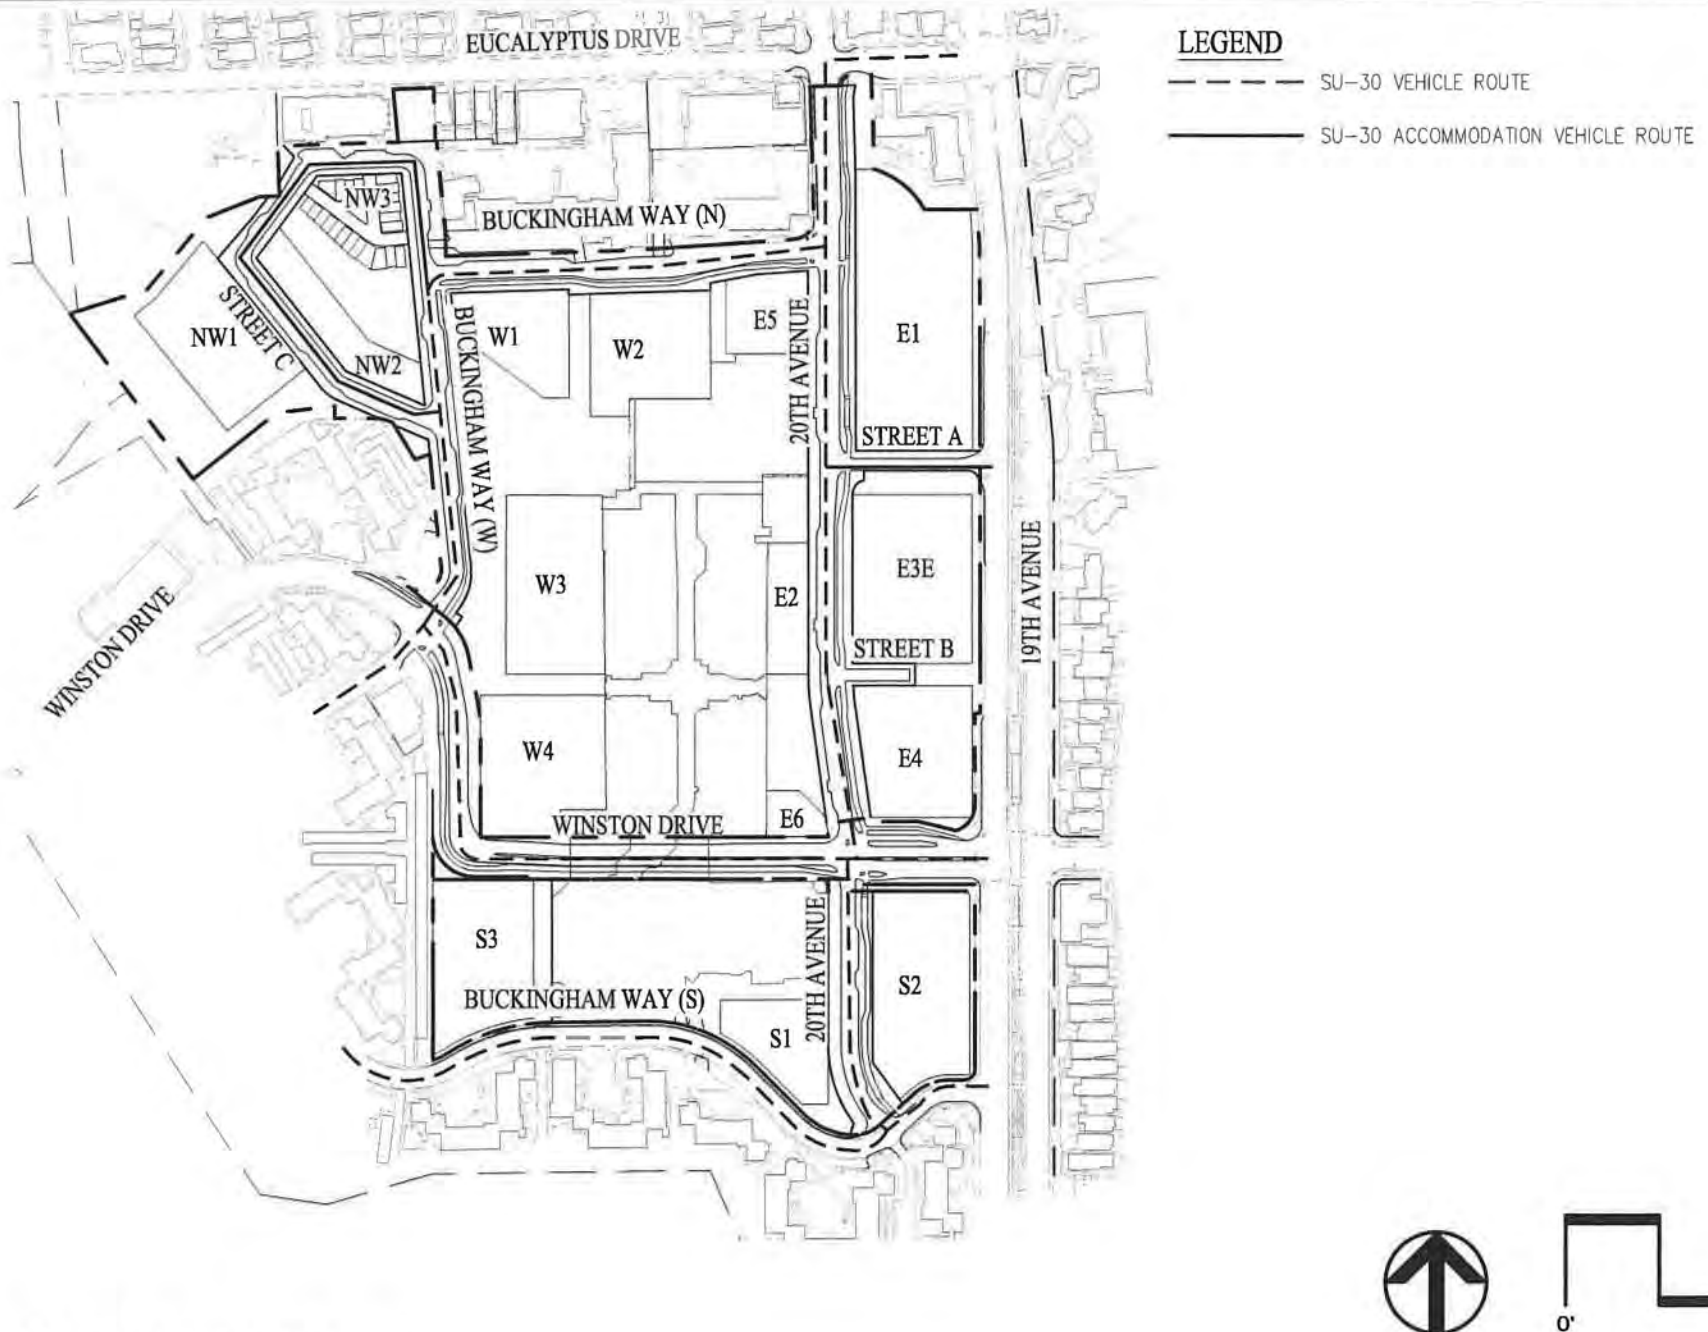 EUCALYPTUS DRIVE
LEGEND
SU-30 VEHICLE ROUTE
SU-30 ACCOMMODATION VEHICLE ROUTE
NW3
BUCKINGHAM WAY (N)
STREET C
NW1
NW2
BUCKINGHAM WAY (W)
W1
W2
E5
20TH AVENUE
E1
STREET A
W3
E2
E3E
19TH AVENUE
WINSTON DRIVE
STREET B
W4
E4
WINSTON DRIVE
E6
S3
20TH AVENUE
S2
BUCKINGHAM WAY (S)
S1
0'